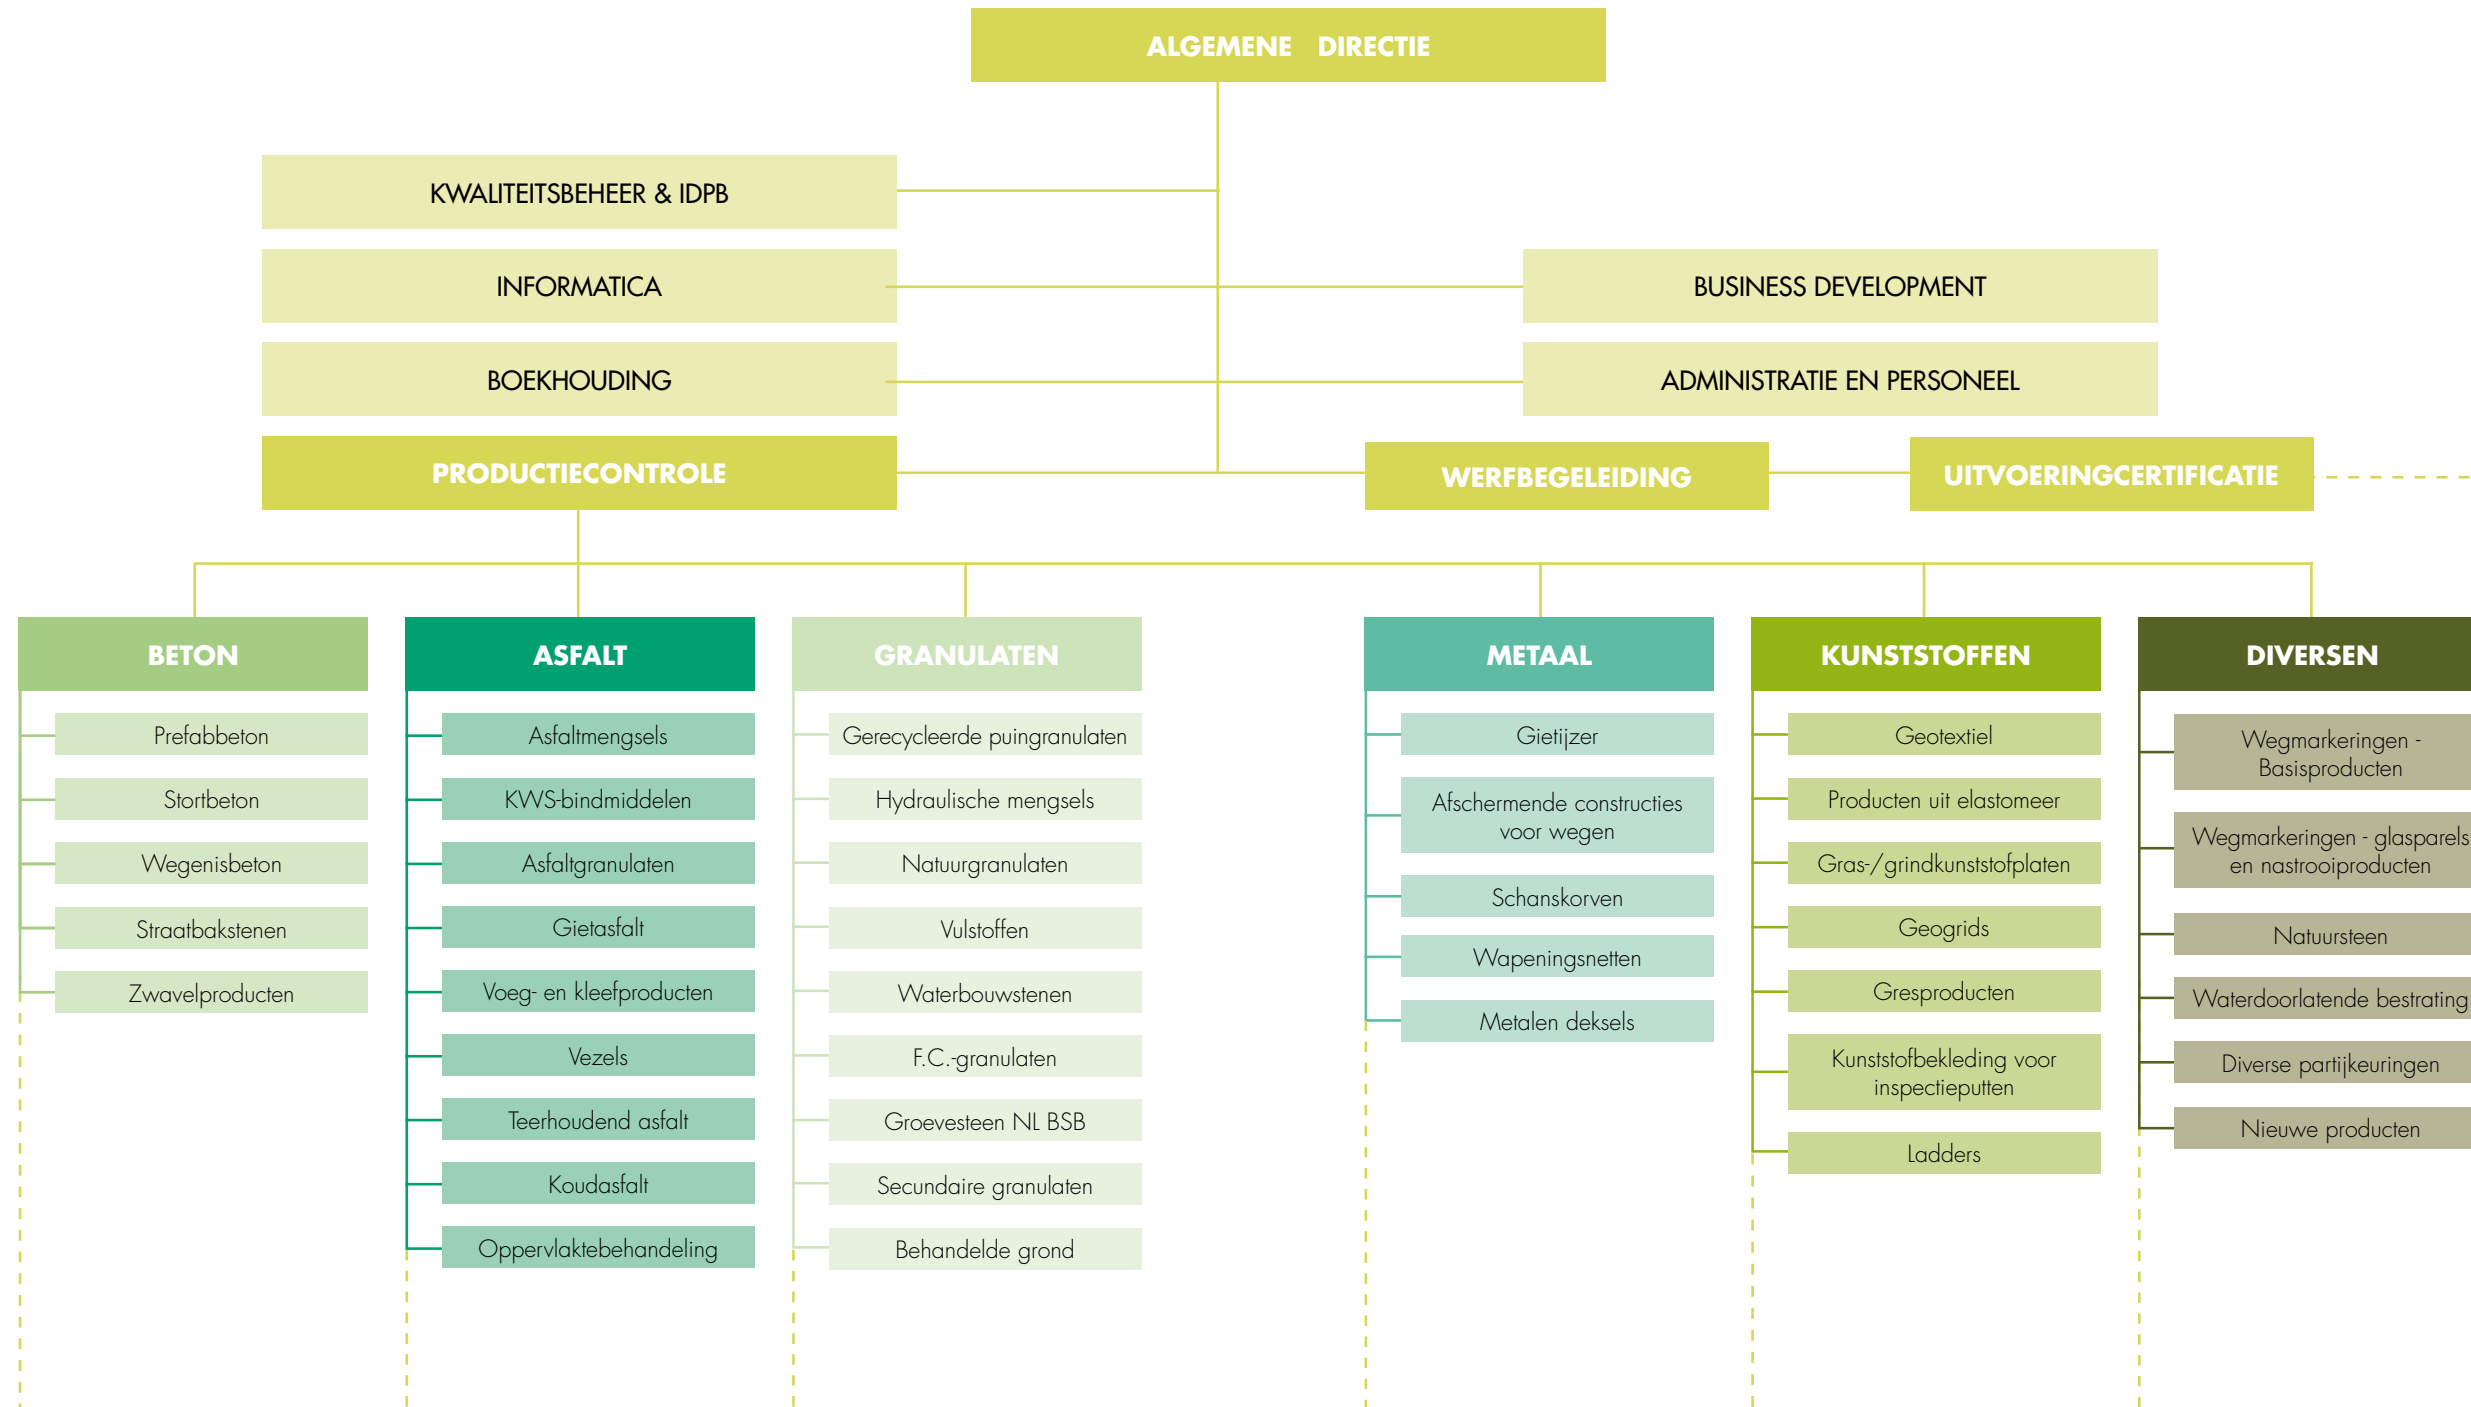 ALGEMENE DIRECTIE
KWALITEITSBEHEER & IDPB
INFORMATICA
BUSINESS DEVELOPMENT
BOEKHOUDING
ADMINISTRATIE EN PERSONEEL
PRODUCTIECONTROLE
WERFBEGELEIDING
UITVOERINGCERTIFICATIE
BETON
Prefabbeton
Stortbeton
Wegenisbeton
Straatbakstenen
Zwavelproducten
ASFALT
Asfaltmengsels
KWS-bindmiddelen
Asfaltgranulaten
Gietasfalt
Voeg- en kleefproducten
Vezels
Teerhoudend asfalt
Koudasfalt
Oppervlaktebehandeling
GRANULATEN
Gerecycleerde puingranulaten
Hydraulische mengsels
Natuurgranulaten
Vulstoffen
Waterbouwstenen
F.C.-granulaten
Groevesteen NL BSB
Secundaire granulaten
Behandelde grond
METAAL
Gietijzer
Afschermende constructies
voor wegen
Schanskorven
Wapeningsnetten
Metalen deksels
KUNSTSTOFFEN
Geotextiel
Producten uit elastomeer
Gras-/grindkunststofplaten
Geogrids
Gresproducten
Kunststofbekleding voor
inspectieputten
Ladders
DIVERSEN
Wegmarkeringen -
Basisproducten
Wegmarkeringen - glasparels
en nastrooiproducten
Natuursteen
Waterdoorlatende bestrating
Diverse partijkeuringen
Nieuwe producten